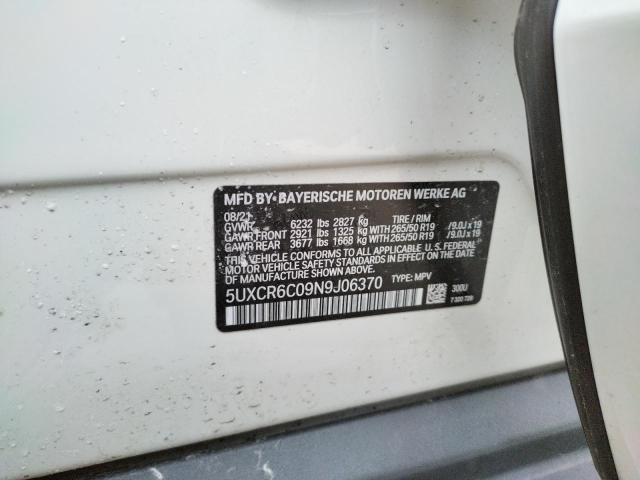 MFD BY• BAYERISCHE MOTOREN WERKE AG
08/21
GVWR 6232 lbs 2827 kg TIRE / RIM
GAWR FRONT 2921 lbs 1325 kg WITH 265/50 R19 /9.0J x 19
GAWR REAR 3677 lbs 1668 kg WITH 265/50 R19 /9.0J x 19
THIS VEHICLE CONFORMS TO ALL APPLICABLE U. S. FEDERAL
MOTOR VEHICLE SAFETY STANDARDS IN EFFECT ON THE DATE
OF MANUFACTURE SHOWN ABOVE.
5UXCR6C09N9J06370 TYPE: MPV
300U